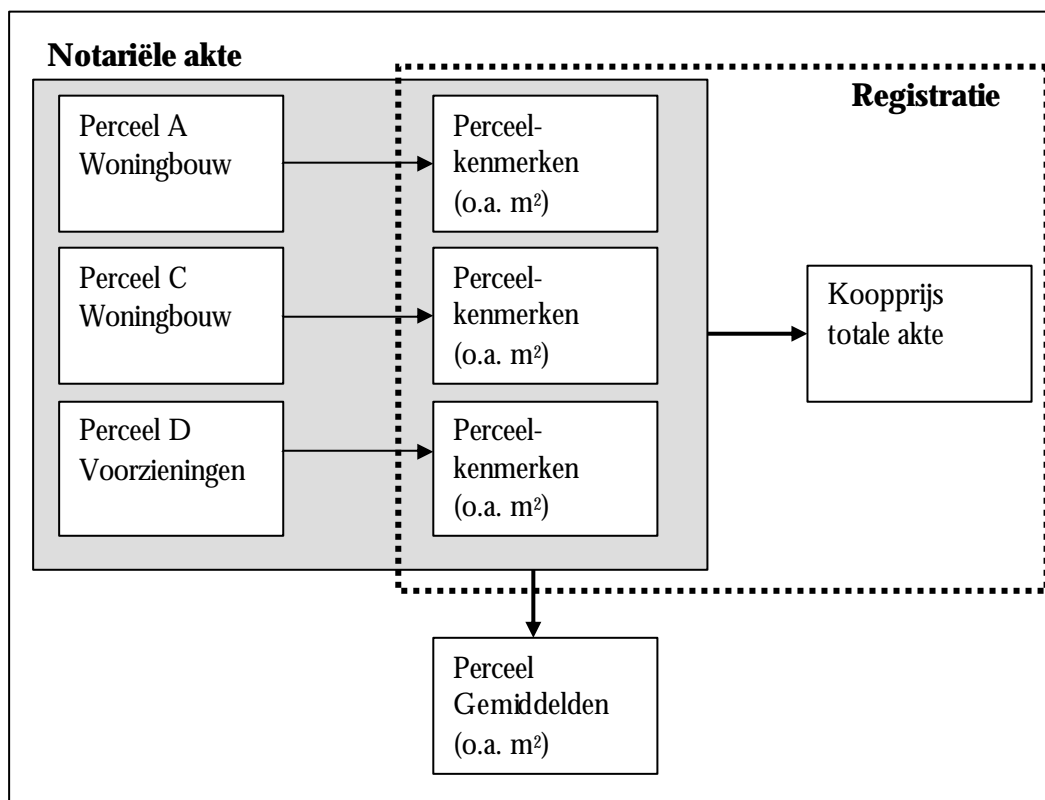 Notariële akte
Registratie
Perceel A
Woningbouw
Perceel-
kenmerken
(o.a. m²)
Perceel C
Woningbouw
Perceel-
kenmerken
(o.a. m²)
Koopprijs
totale akte
Perceel D
Voorzieningen
Perceel-
kenmerken
(o.a. m²)
Perceel
Gemiddelden
(o.a. m²)